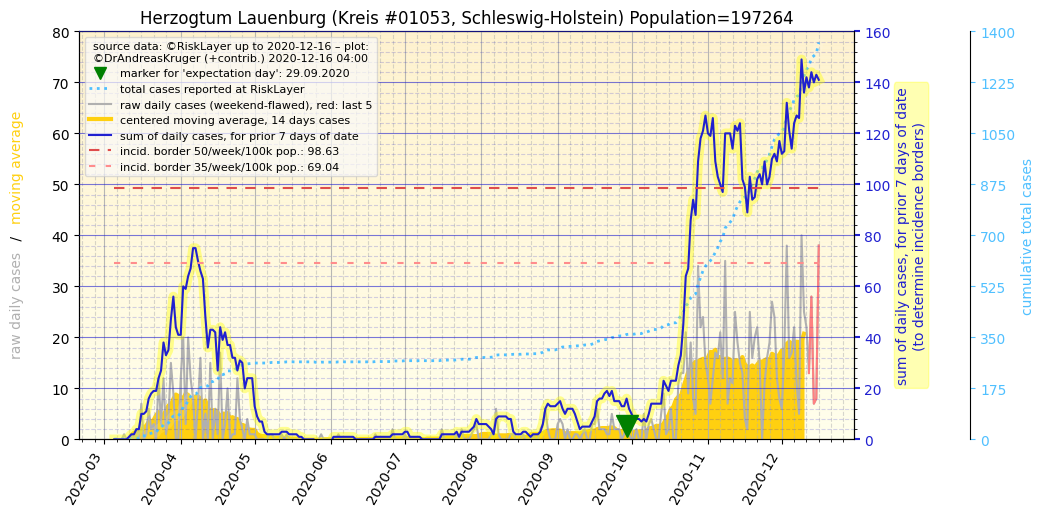 Herzogtum Lauenburg (Kreis #01053, Schleswig-Holstein) Population=197264
source data: ©RiskLayer up to 2020-12-16 – plot:
©DrAndreasKruger (+contrib.) 2020-12-16 04:00
marker for 'expectation day': 29.09.2020
total cases reported at RiskLayer
raw daily cases (weekend-flawed), red: last 5
centered moving average, 14 days cases
sum of daily cases, for prior 7 days of date
incid. border 50/week/100k pop.: 98.63
incid. border 35/week/100k pop.: 69.04
raw daily cases / moving average
80
70
60
50
40
30
20
10
0
160
140
120
100
80
60
40
20
0
sum of daily cases, for prior 7 days of date
(to determine incidence borders)
1400
1225
1050
875
700
525
350
175
0
cumulative total cases
2020-03
2020-04
2020-05
2020-06
2020-07
2020-08
2020-09
2020-10
2020-11
2020-12